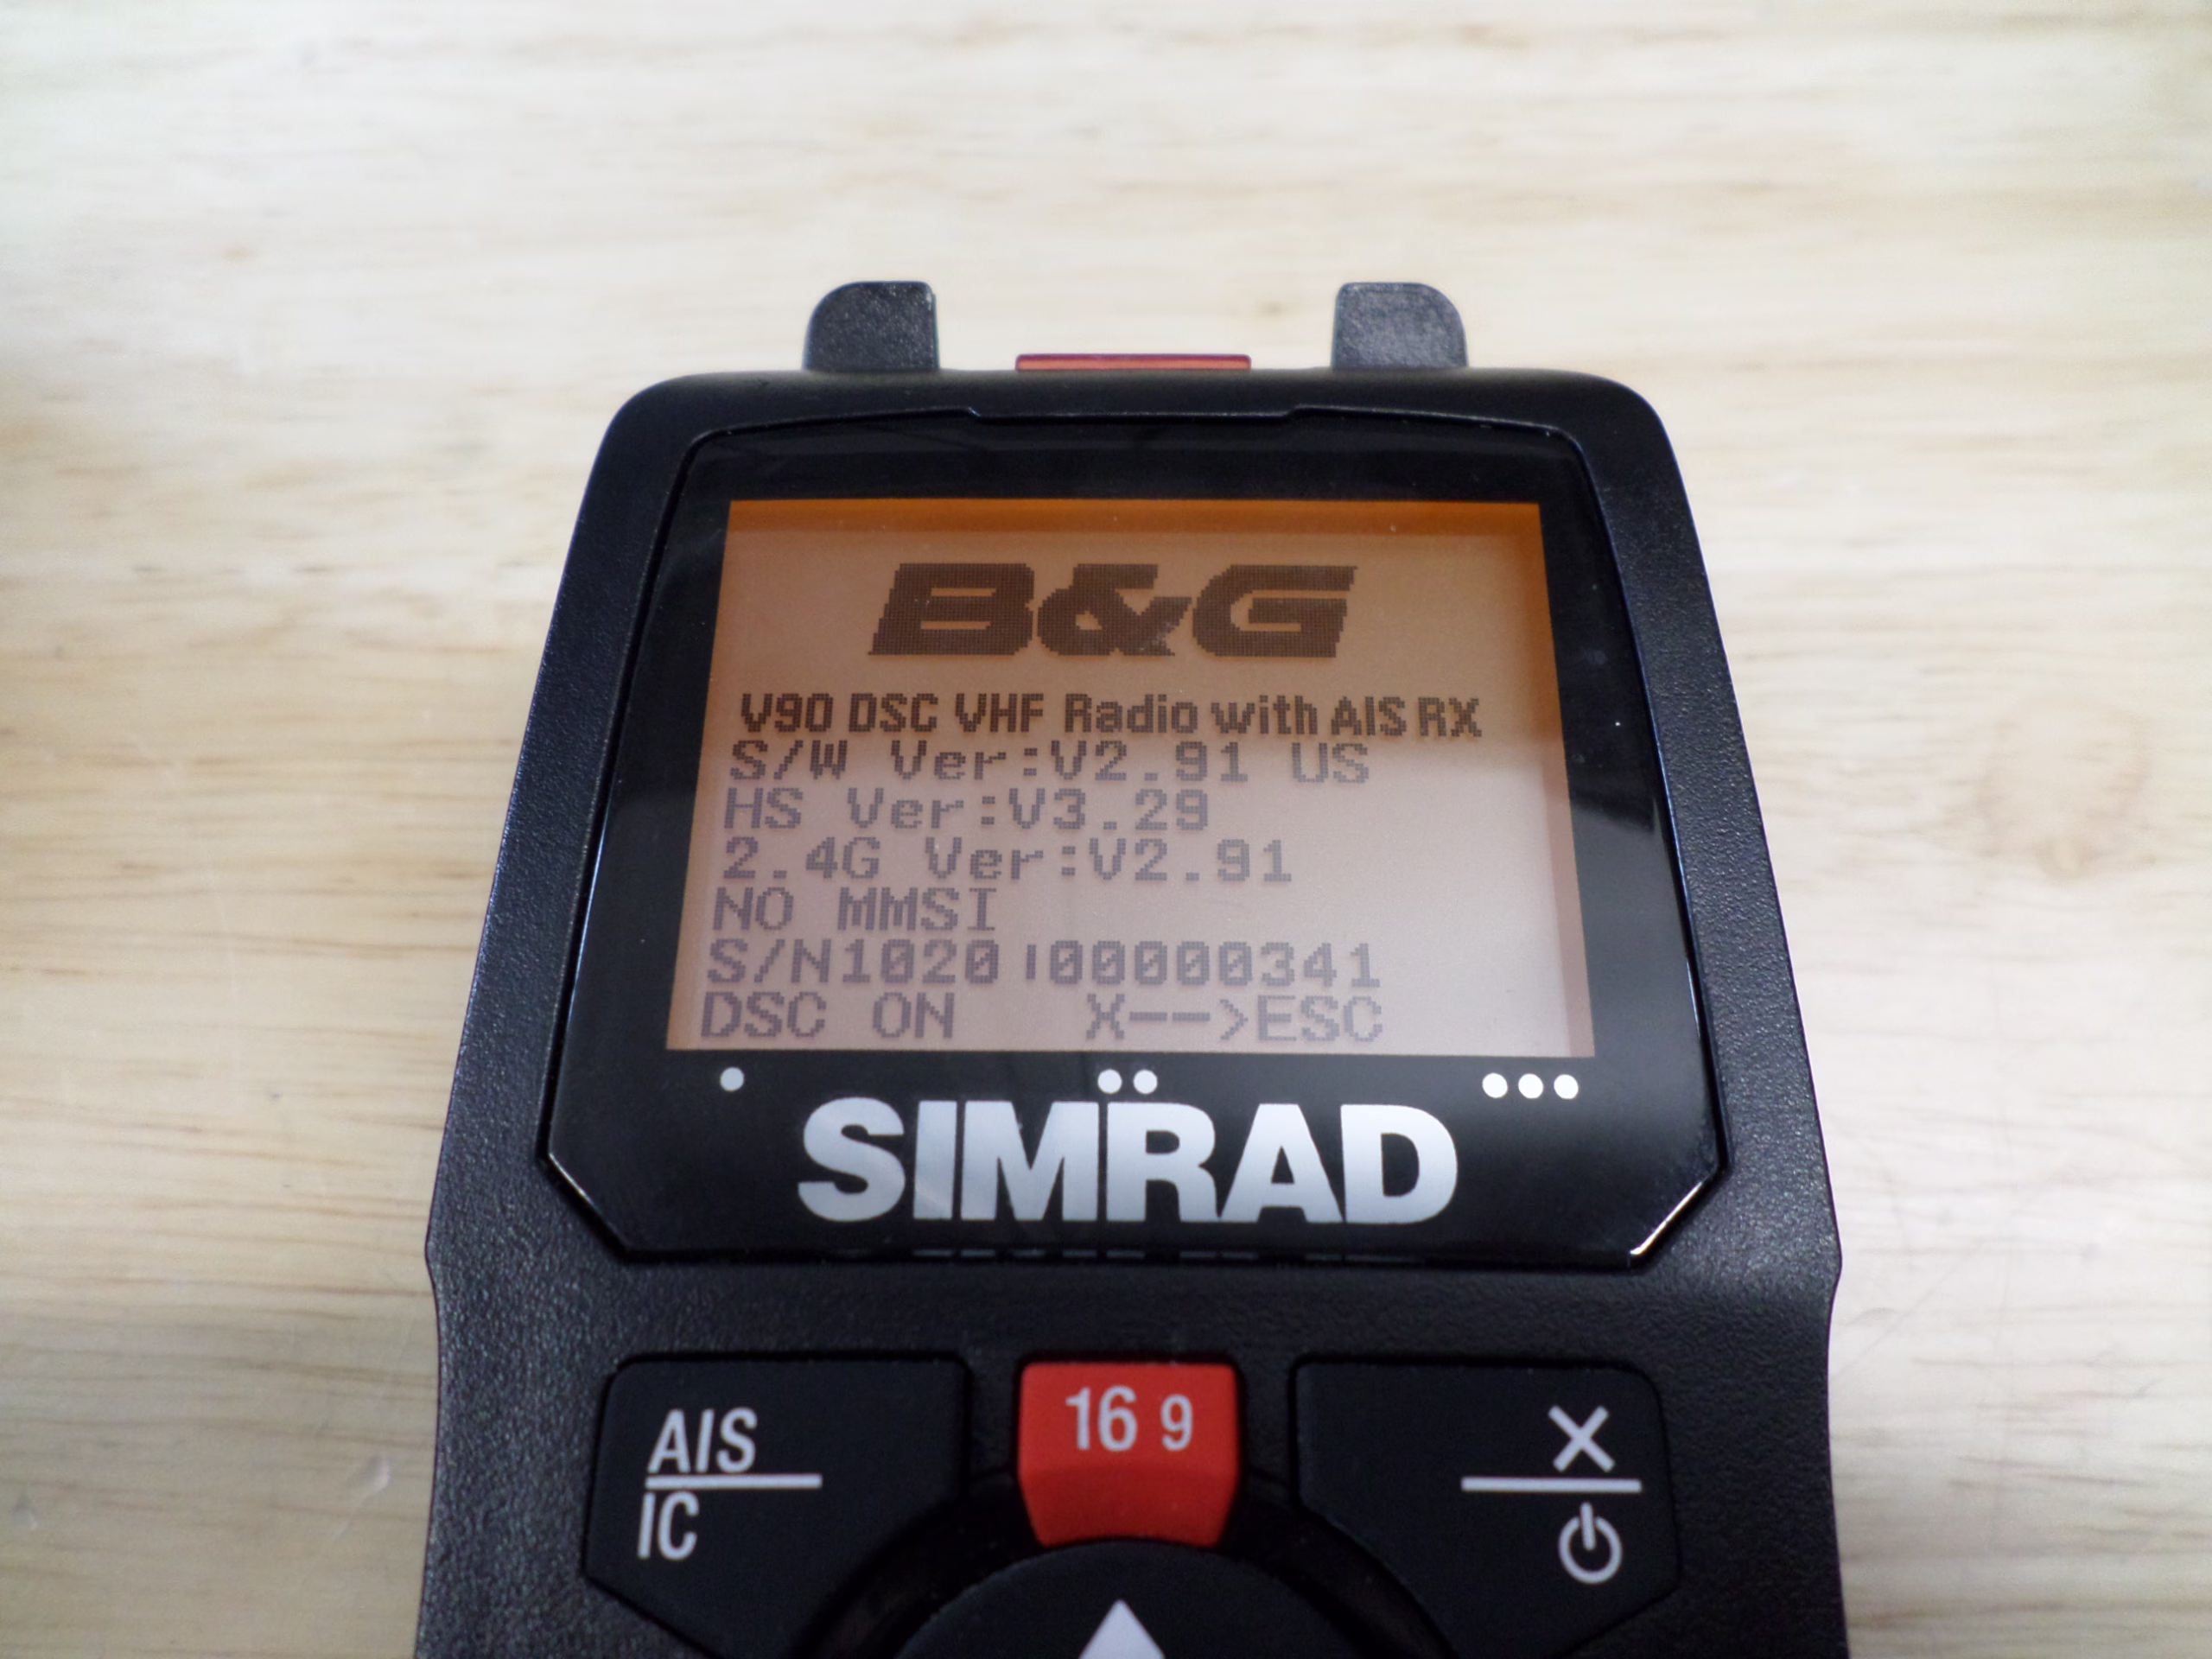 B&G
V90 DSC VHF Radio with AIS RX
S/W Ver:V2.91 US
HS Ver:V3.29
2.4G Ver:V2.91
NO MMSI
S/N1020100000341
DSC ON X-->ESC
SIMRAD
AIS
IC
16 9
X